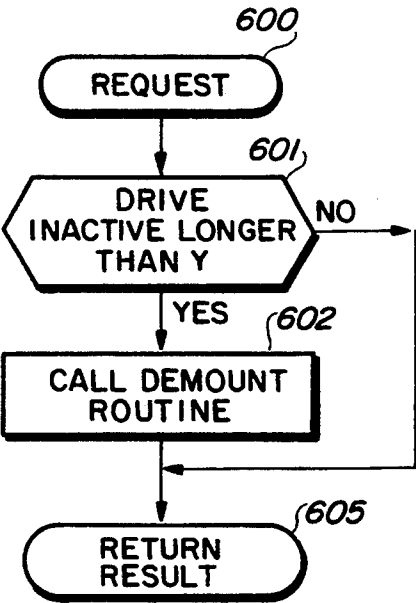 600
REQUEST
601
DRIVE
INACTIVE LONGER
THAN Y
NO
YES
602
CALL DEMOUNT
ROUTINE
605
RETURN
RESULT